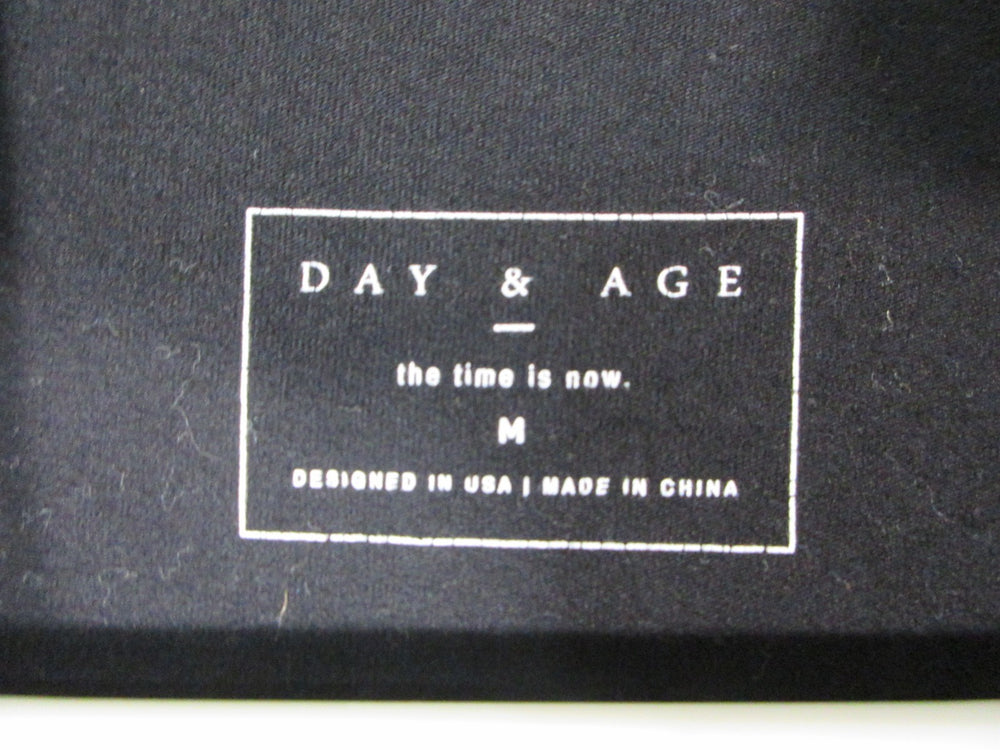 DAY & AGE
the time is now.
M
DESIGNED IN USA | MADE IN CHINA